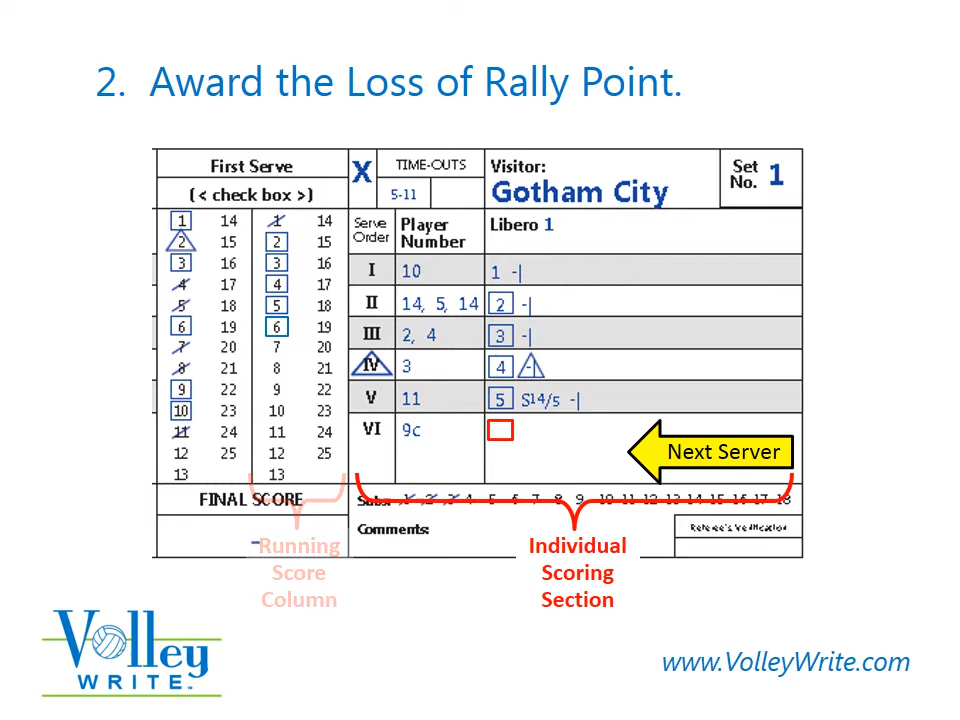 2. Award the Loss of Rally Point.
First Serve X TIME-OUTS Visitor: Set No. 1
(< check box >) 5-11 Gotham City
1 14 1 14 Serve Order Player Number Libero 1
2 15 2 15
3 16 3 16 I 10 1 -|
4 17 4 17
5 18 5 18 II 14, 5, 14 2 -|
6 19 6 19 III 2, 4 3 -|
7 20 7 20
8 21 8 21 IV 3 4 -|
9 22 9 22 V 11 5 S14/5 -|
10 23 10 23
11 24 11 24 VI 9c
12 25 12 25 Next Server
13 13
FINAL SCORE Subs: 1 2 3 4 5 6 7 8 9 10 11 12 13 14 15 16 17 18
Comments: Referee's Verification
-
Running Score Column
Individual Scoring Section
Volley
WRITE™
www.VolleyWrite.com